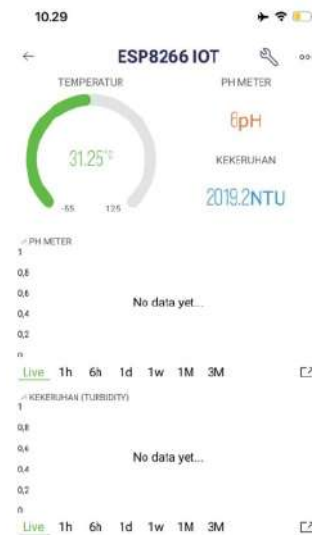 10.29
ESP8266 IOT
TEMPERATUR
PH METER
6pH
31.25°C
KEKERUHAN
2019.2NTU
-55 125
PH METER
1
0,8
0,6
0,4
0,2
0
No data yet...
Live 1h 6h 1d 1w 1M 3M
KEKERUHAN (TURBIDITY)
1
0,8
0,6
0,4
0,2
0
No data yet...
Live 1h 6h 1d 1w 1M 3M